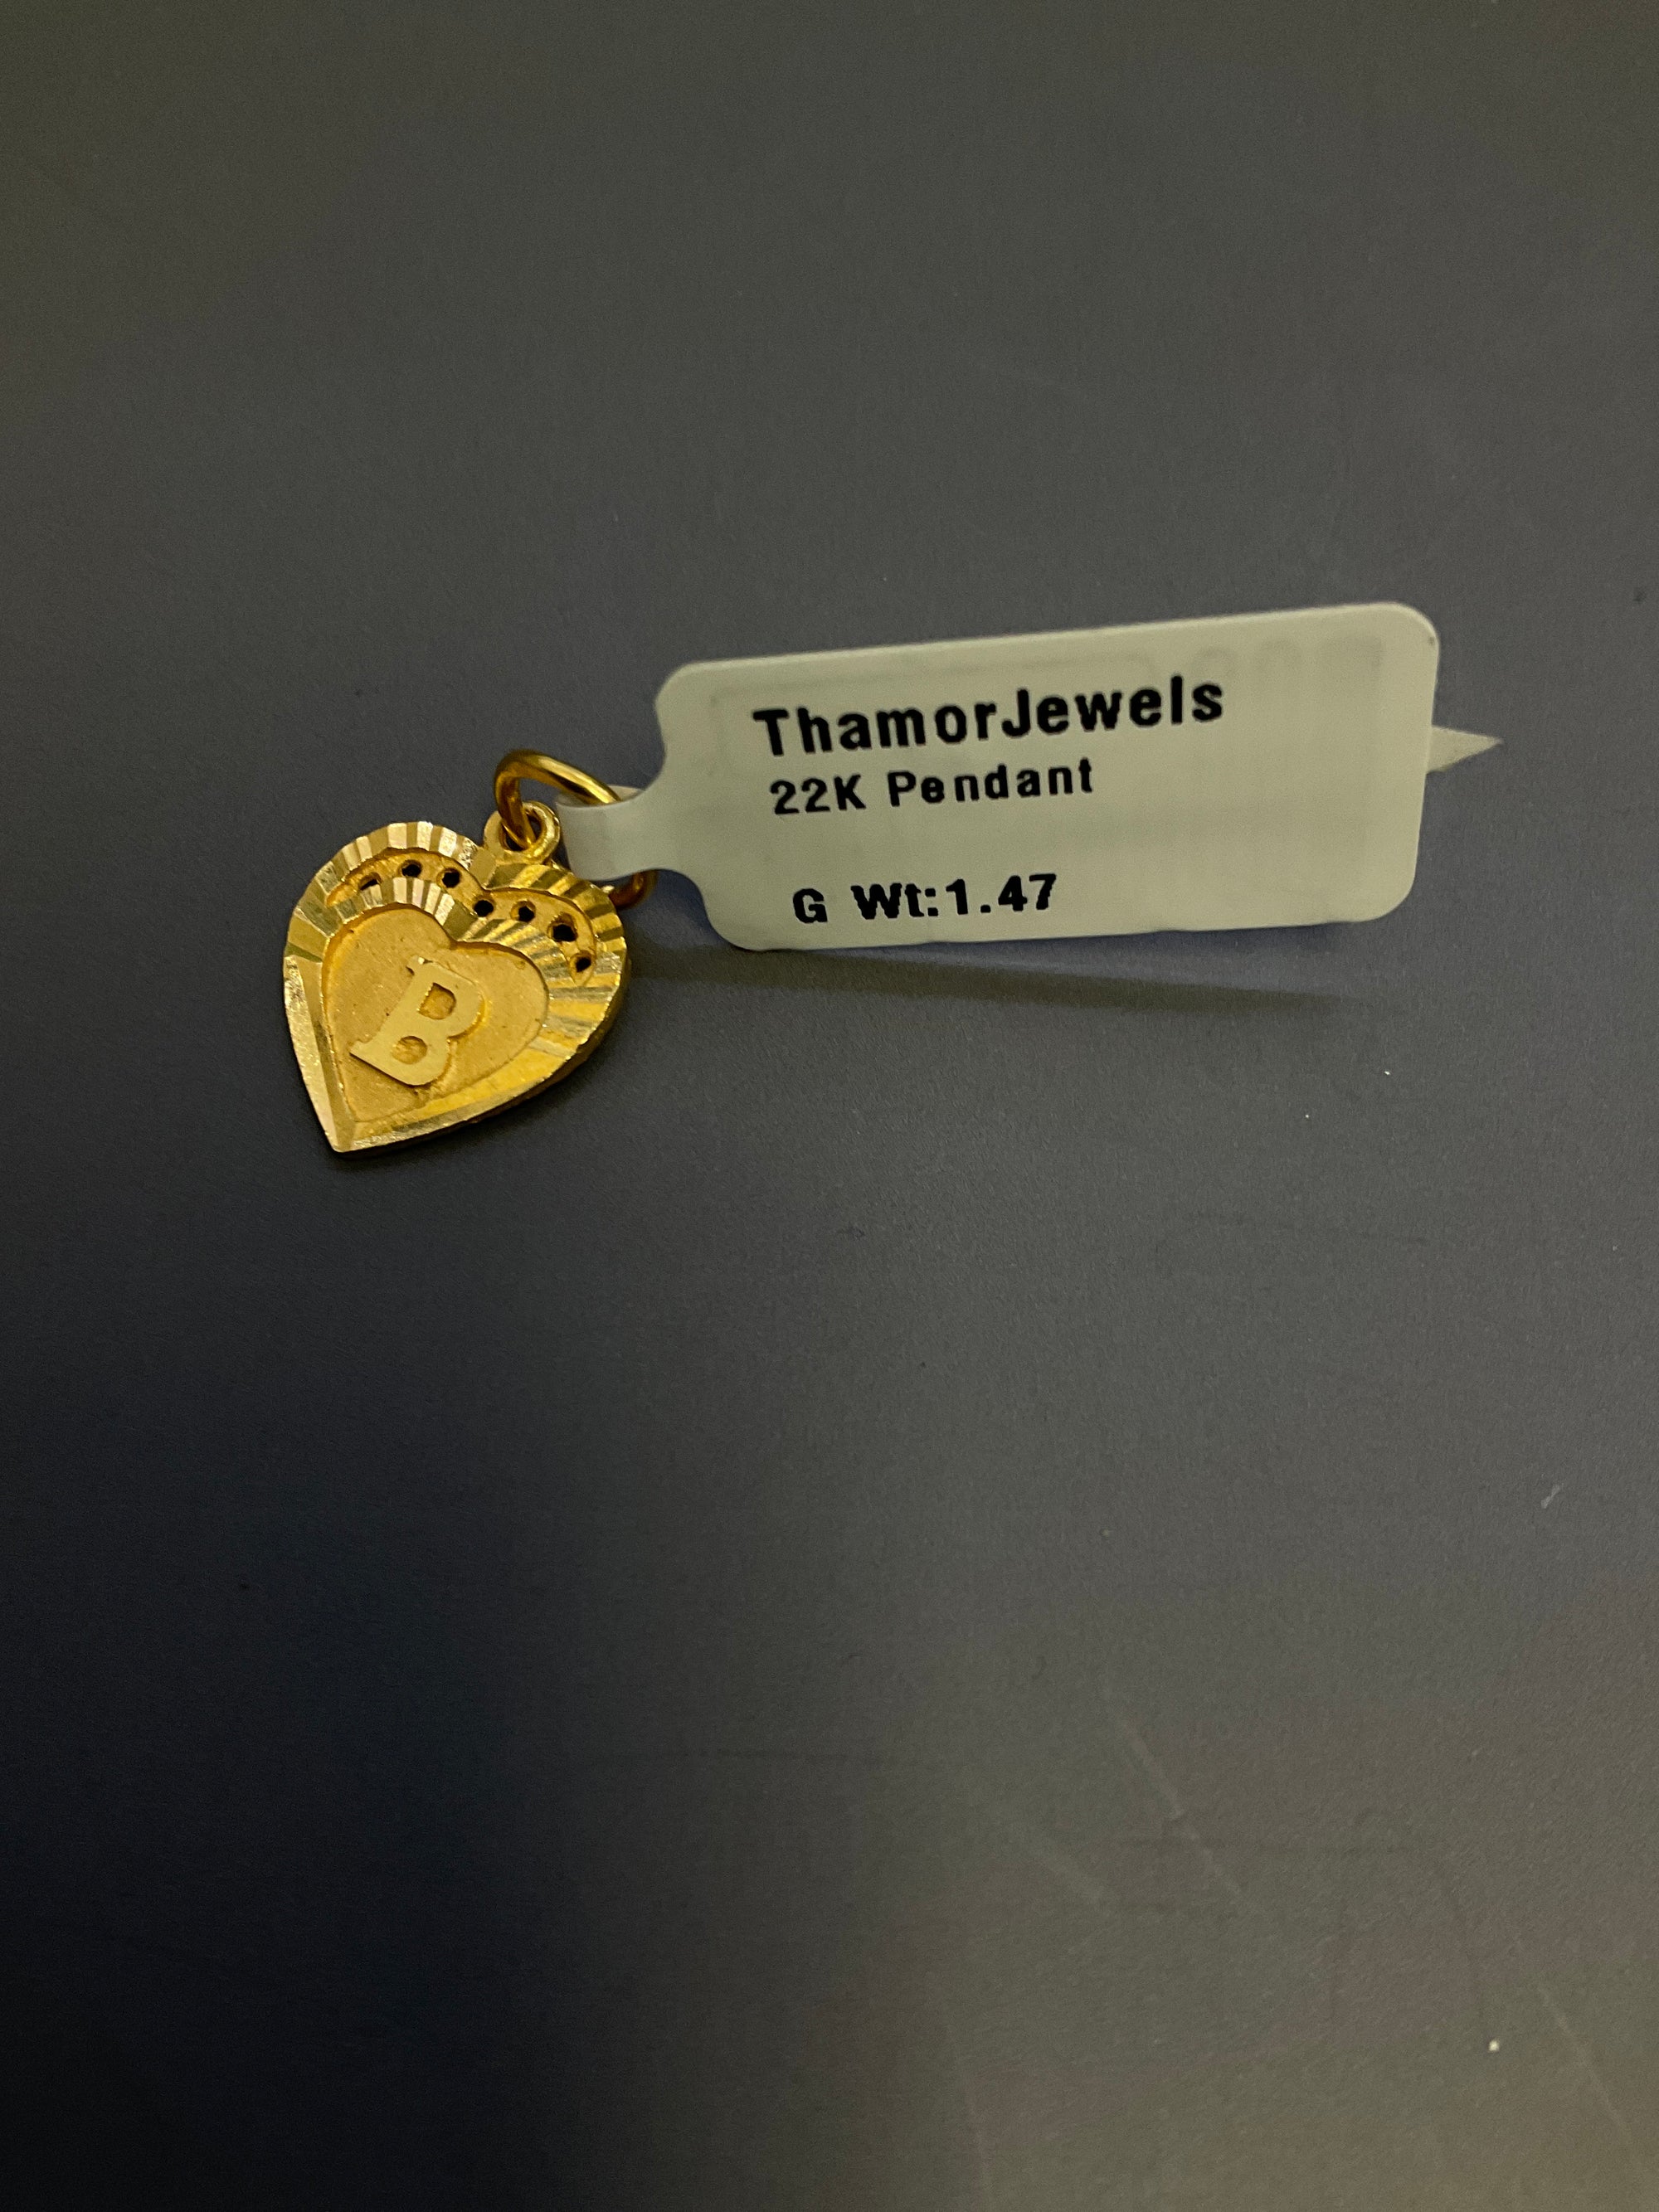 ThamorJewels
22K Pendant
G Wt:1.47
B